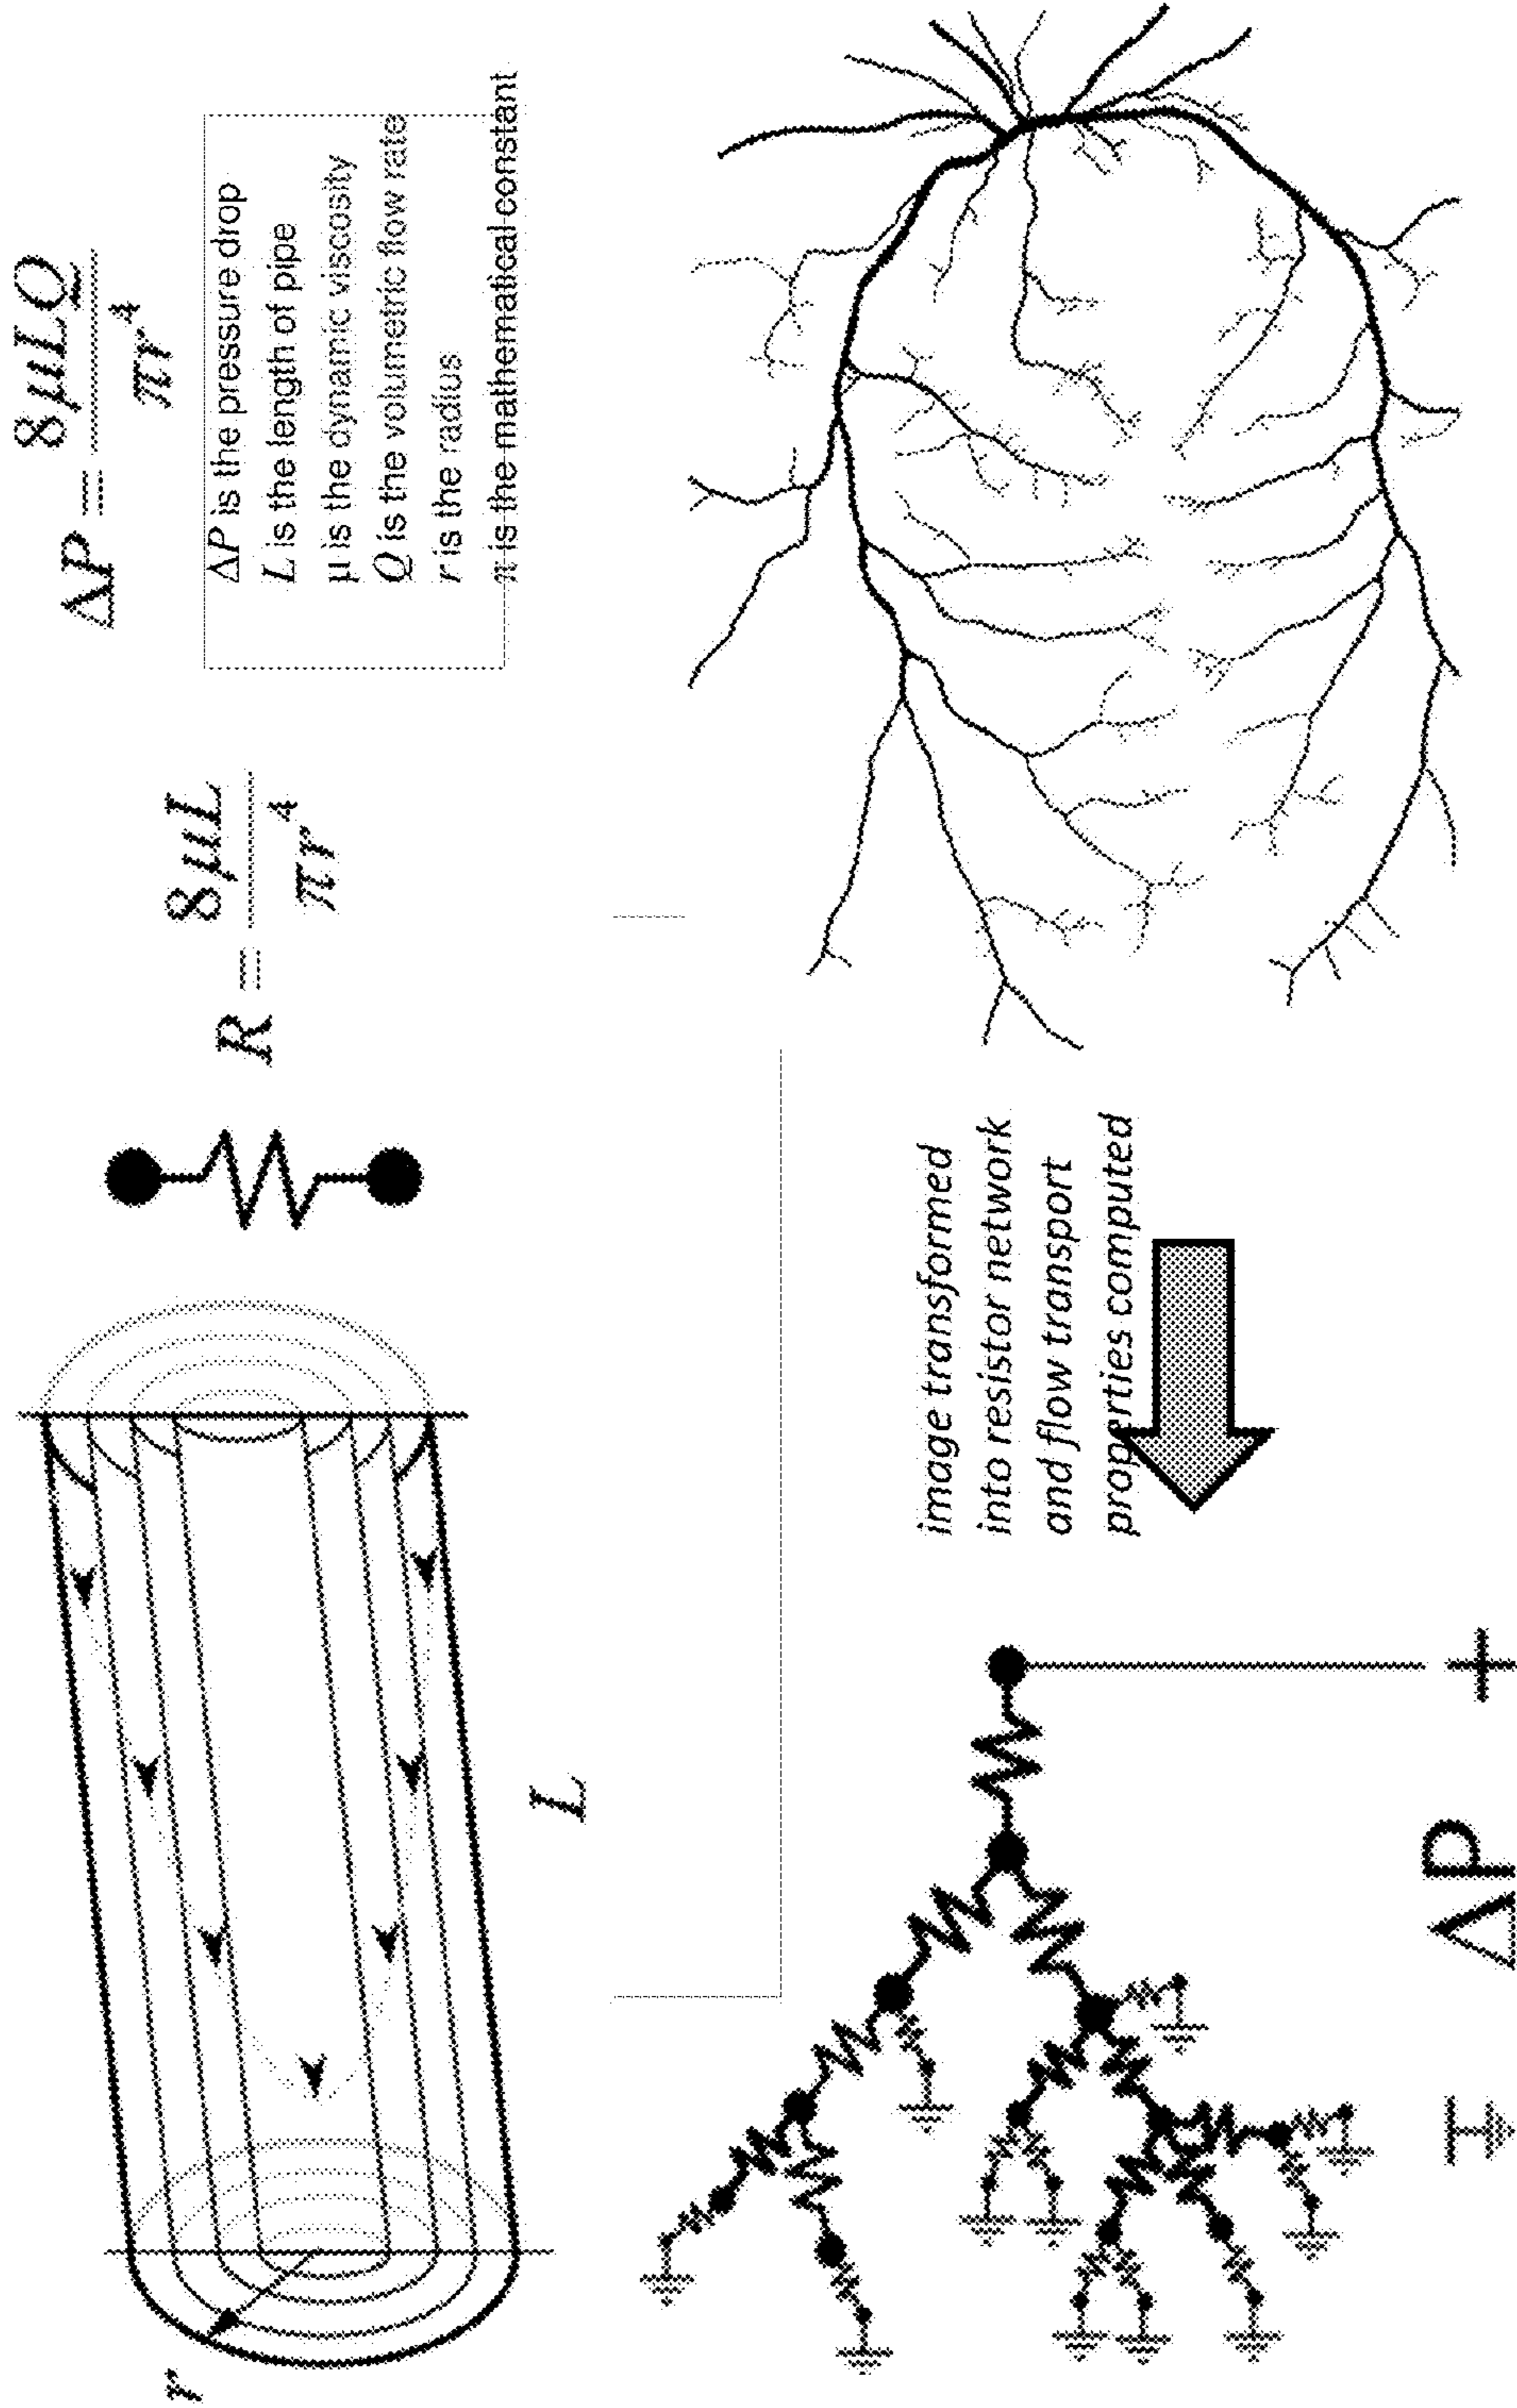 r
L
R = 8μL / πr⁴
ΔP = 8μLQ / πr⁴
ΔP is the pressure drop
L is the length of pipe
μ is the dynamic viscosity
Q is the volumetric flow rate
r is the radius
π is the mathematical constant
image transformed
into resistor network
and flow transport
properties computed
ΔP +